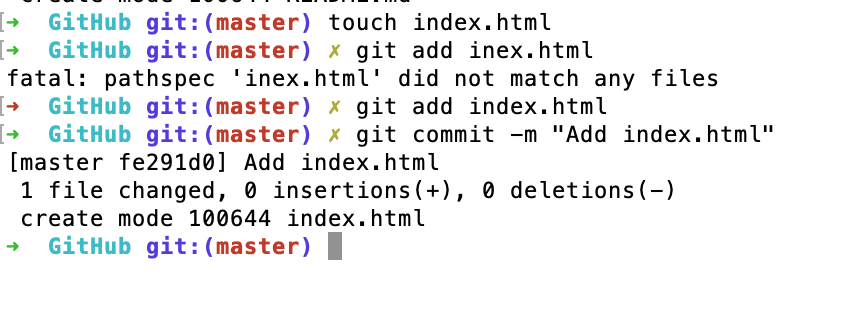 create mode 100644 README.md
→ GitHub git:(master) touch index.html
→ GitHub git:(master) ✗ git add inex.html
fatal: pathspec 'inex.html' did not match any files
→ GitHub git:(master) ✗ git add index.html
→ GitHub git:(master) ✗ git commit -m "Add index.html"
[master fe291d0] Add index.html
1 file changed, 0 insertions(+), 0 deletions(-)
create mode 100644 index.html
→ GitHub git:(master)